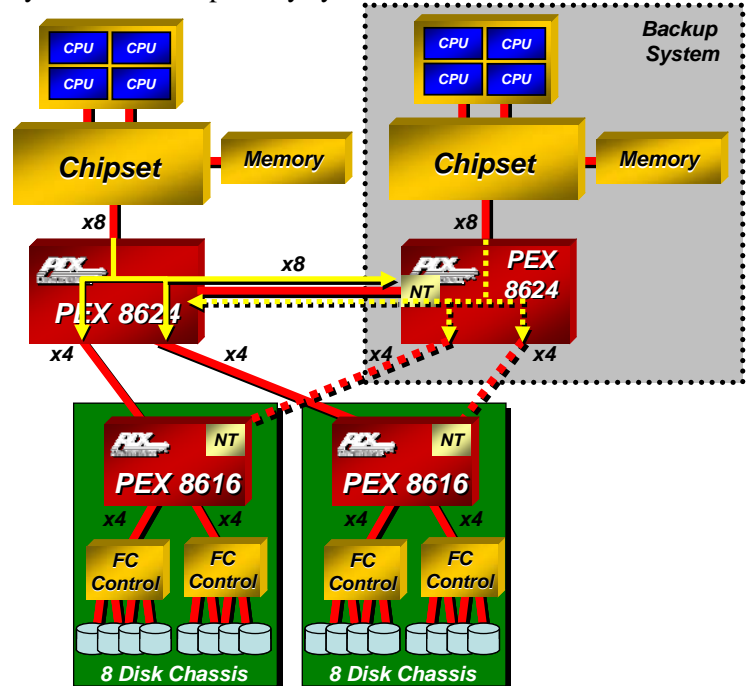 CPU CPU
CPU CPU
Chipset
Memory
x8
PEX 8624
x8
Backup
System
CPU CPU
CPU CPU
Chipset
Memory
x8
PEX
8624
NT
x4
x4
x4
x4
NT
PEX 8616
x4
x4
FC
Control
FC
Control
8 Disk Chassis
NT
PEX 8616
x4
x4
FC
Control
FC
Control
8 Disk Chassis